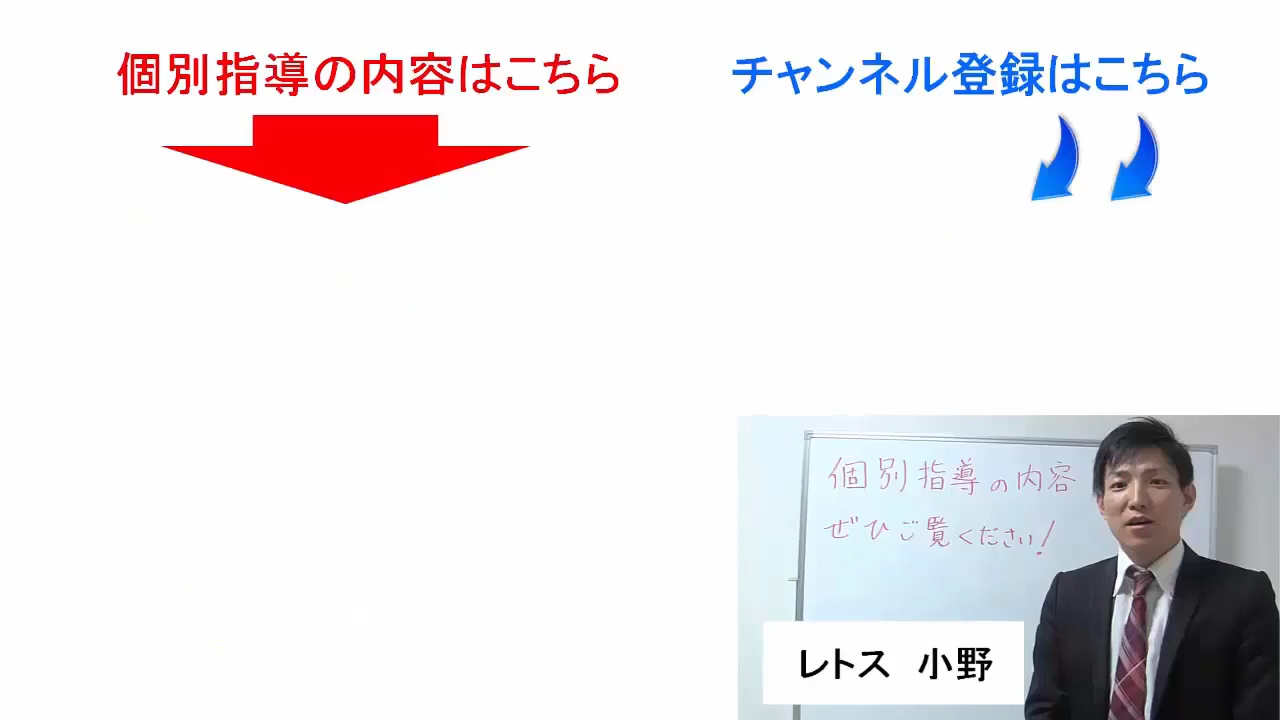 個別指導の内容はこちら
チャンネル登録はこちら
個別指導の内容
ぜひご覧ください!
レトス 小野